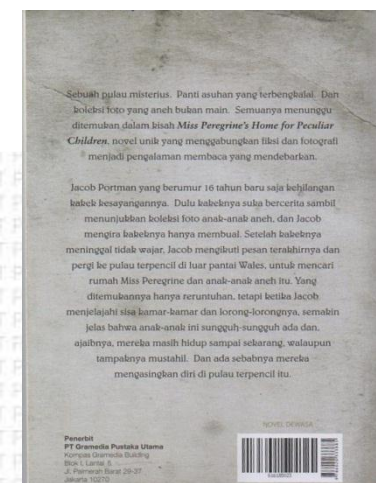 Sebuah pulau misterius. Panti asuhan yang terbengkalai. Dan
koleksi foto yang aneh bukan main. Semuanya menunggu
ditemukan dalam kisah Miss Peregrine's Home for Peculiar
Children, novel unik yang menggabungkan fiksi dan fotografi
menjadi pengalaman membaca yang mendebarkan.
Jacob Portman yang berumur 16 tahun baru saja kehilangan
kakek kesayangannya. Dulu kakeknya suka bercerita sambil
menunjukkan koleksi foto anak-anak aneh, dan Jacob
mengira kakeknya hanya membual. Setelah kakeknya
meninggal tidak wajar, Jacob mengikuti pesan terakhirnya dan
pergi ke pulau terpencil di luar pantai Wales, untuk mencari
rumah Miss Peregrine dan anak-anak aneh itu. Yang
ditemukannya hanya reruntuhan, tetapi ketika Jacob
menjelajahi sisa kamar-kamar dan lorong-lorongnya, semakin
jelas bahwa anak-anak ini sungguh-sungguh ada dan,
ajaibnya, mereka masih hidup sampai sekarang, walaupun
tampaknya mustahil. Dan ada sebabnya mereka
mengasingkan diri di pulau terpencil itu.
NOVEL DEWASA
Penerbit
PT Gramedia Pustaka Utama
Kompas Gramedia Building
Blok I, Lantai 5
Jl. Palmerah Barat 29-37
Jakarta 10270